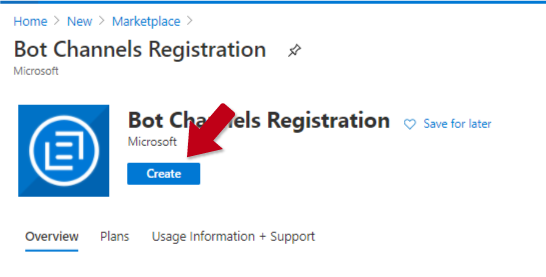 Home > New > Marketplace >
Bot Channels Registration
Microsoft
Bot Channels Registration
Save for later
Microsoft
Create
Overview Plans Usage Information + Support